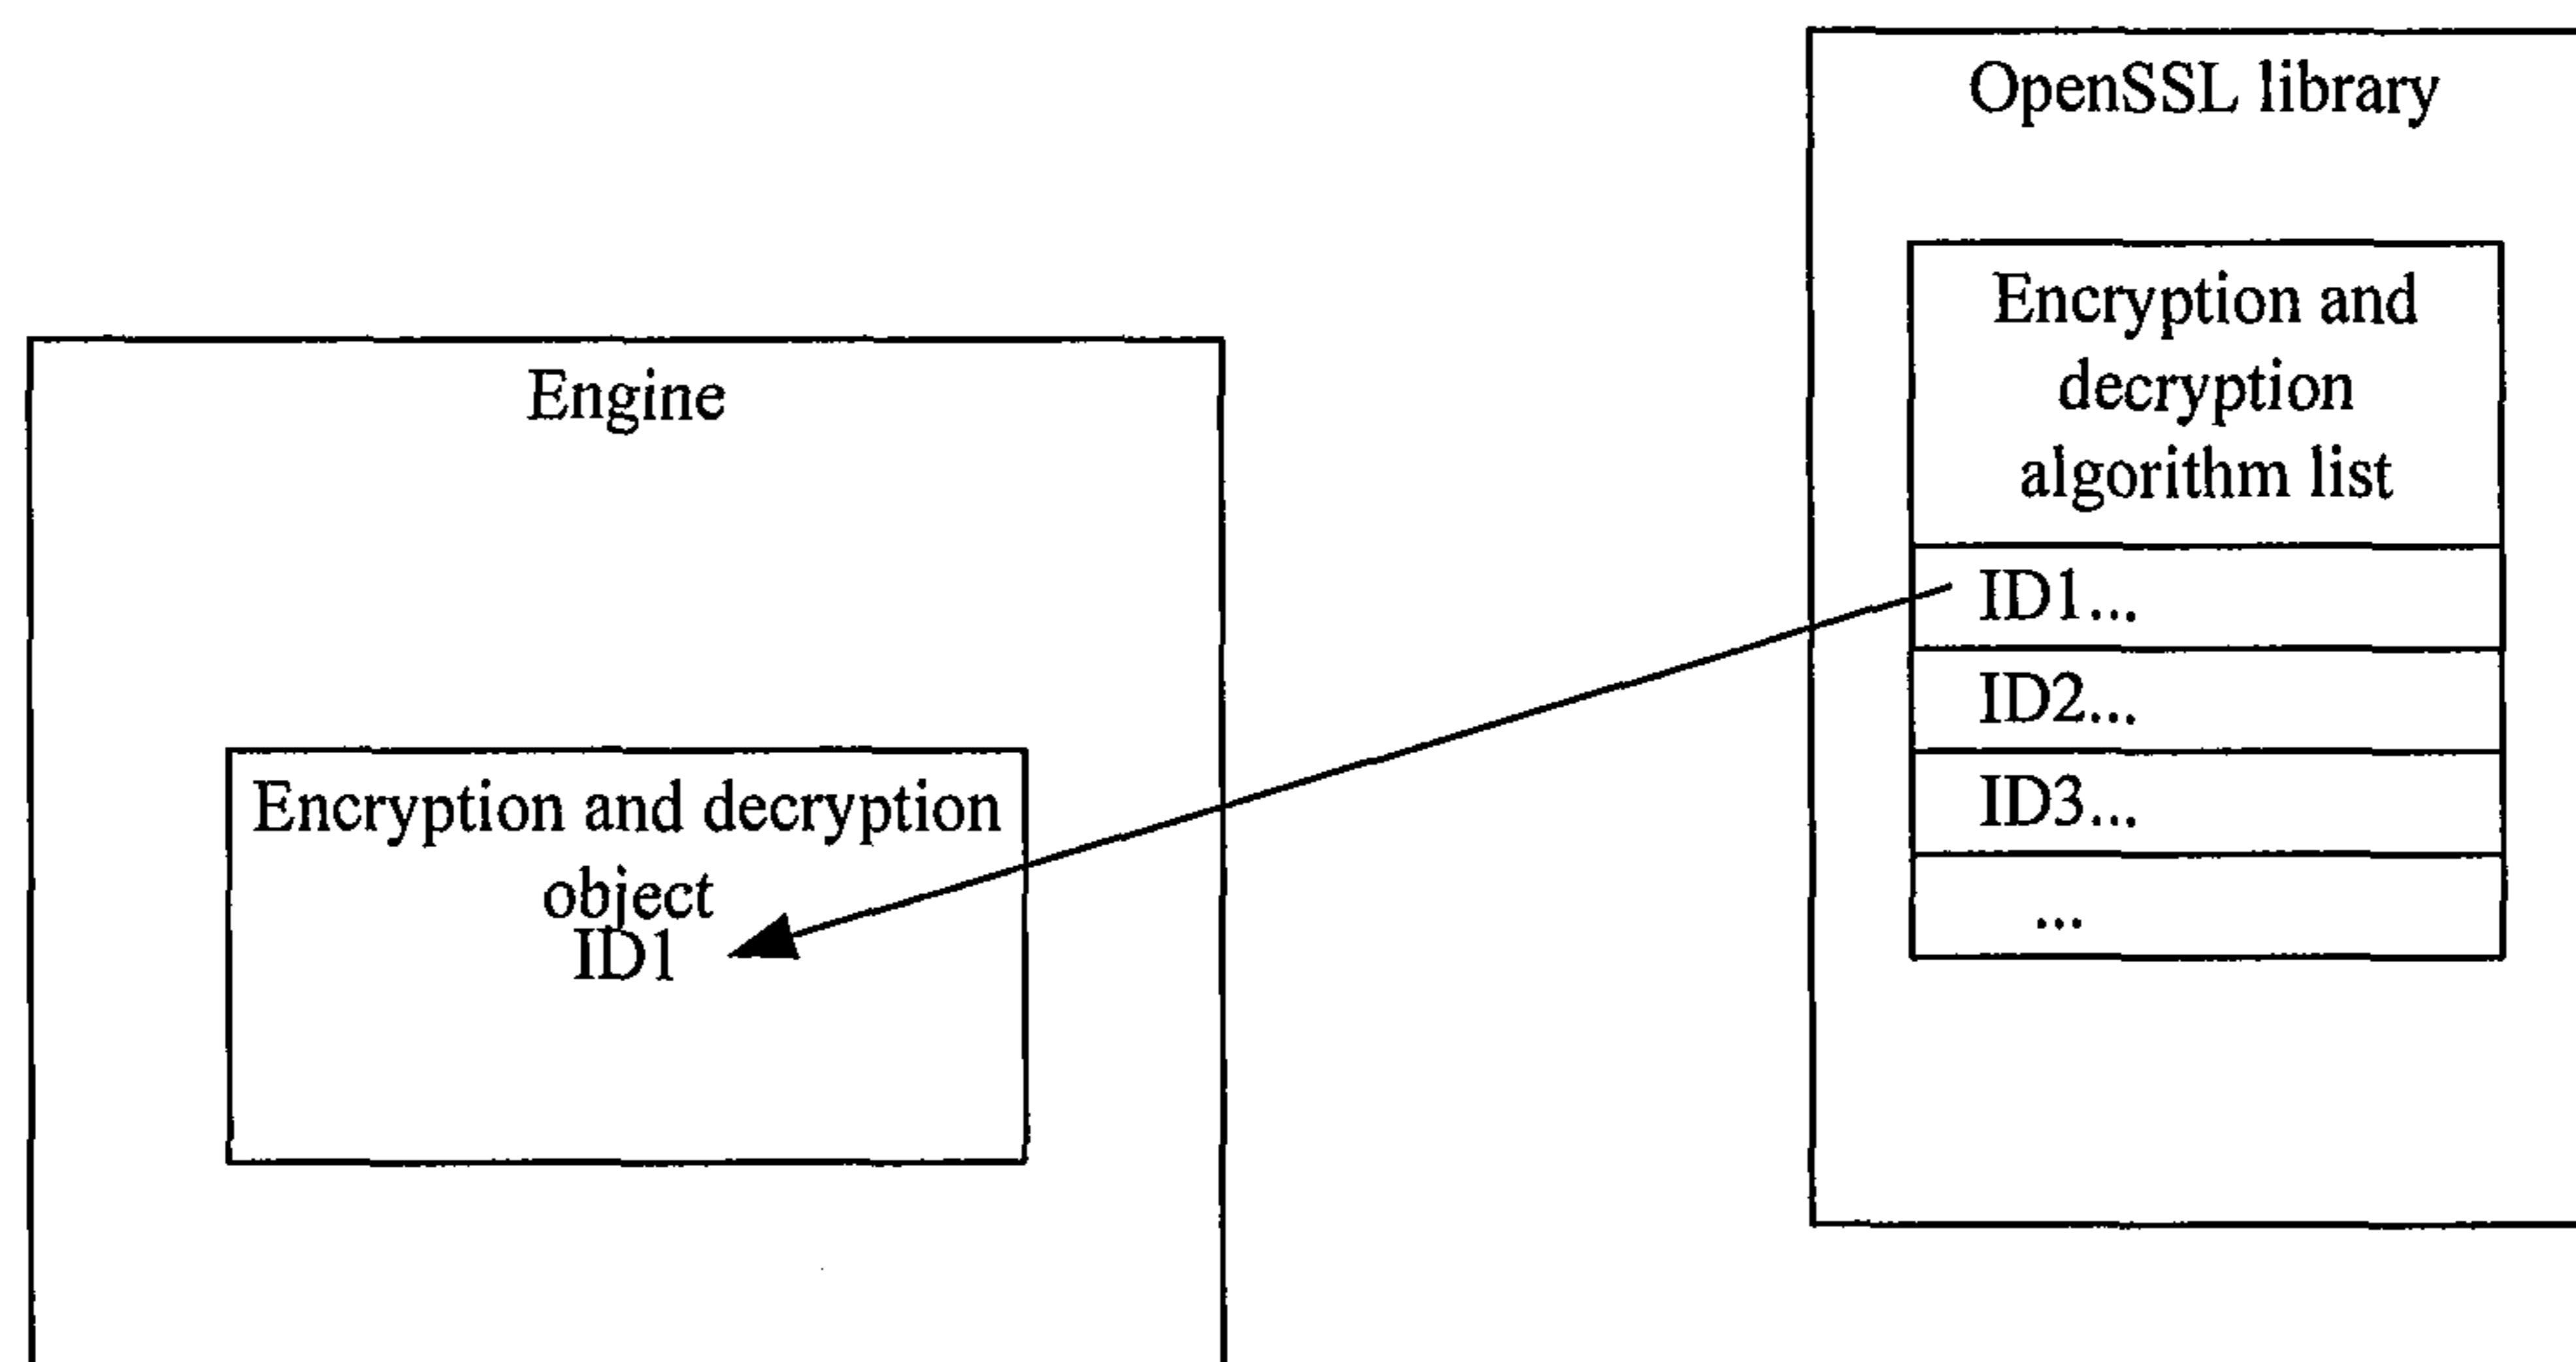 OpenSSL library
Encryption and
decryption
algorithm list
ID1...
ID2...
ID3...
...
Engine
Encryption and decryption
object
ID1